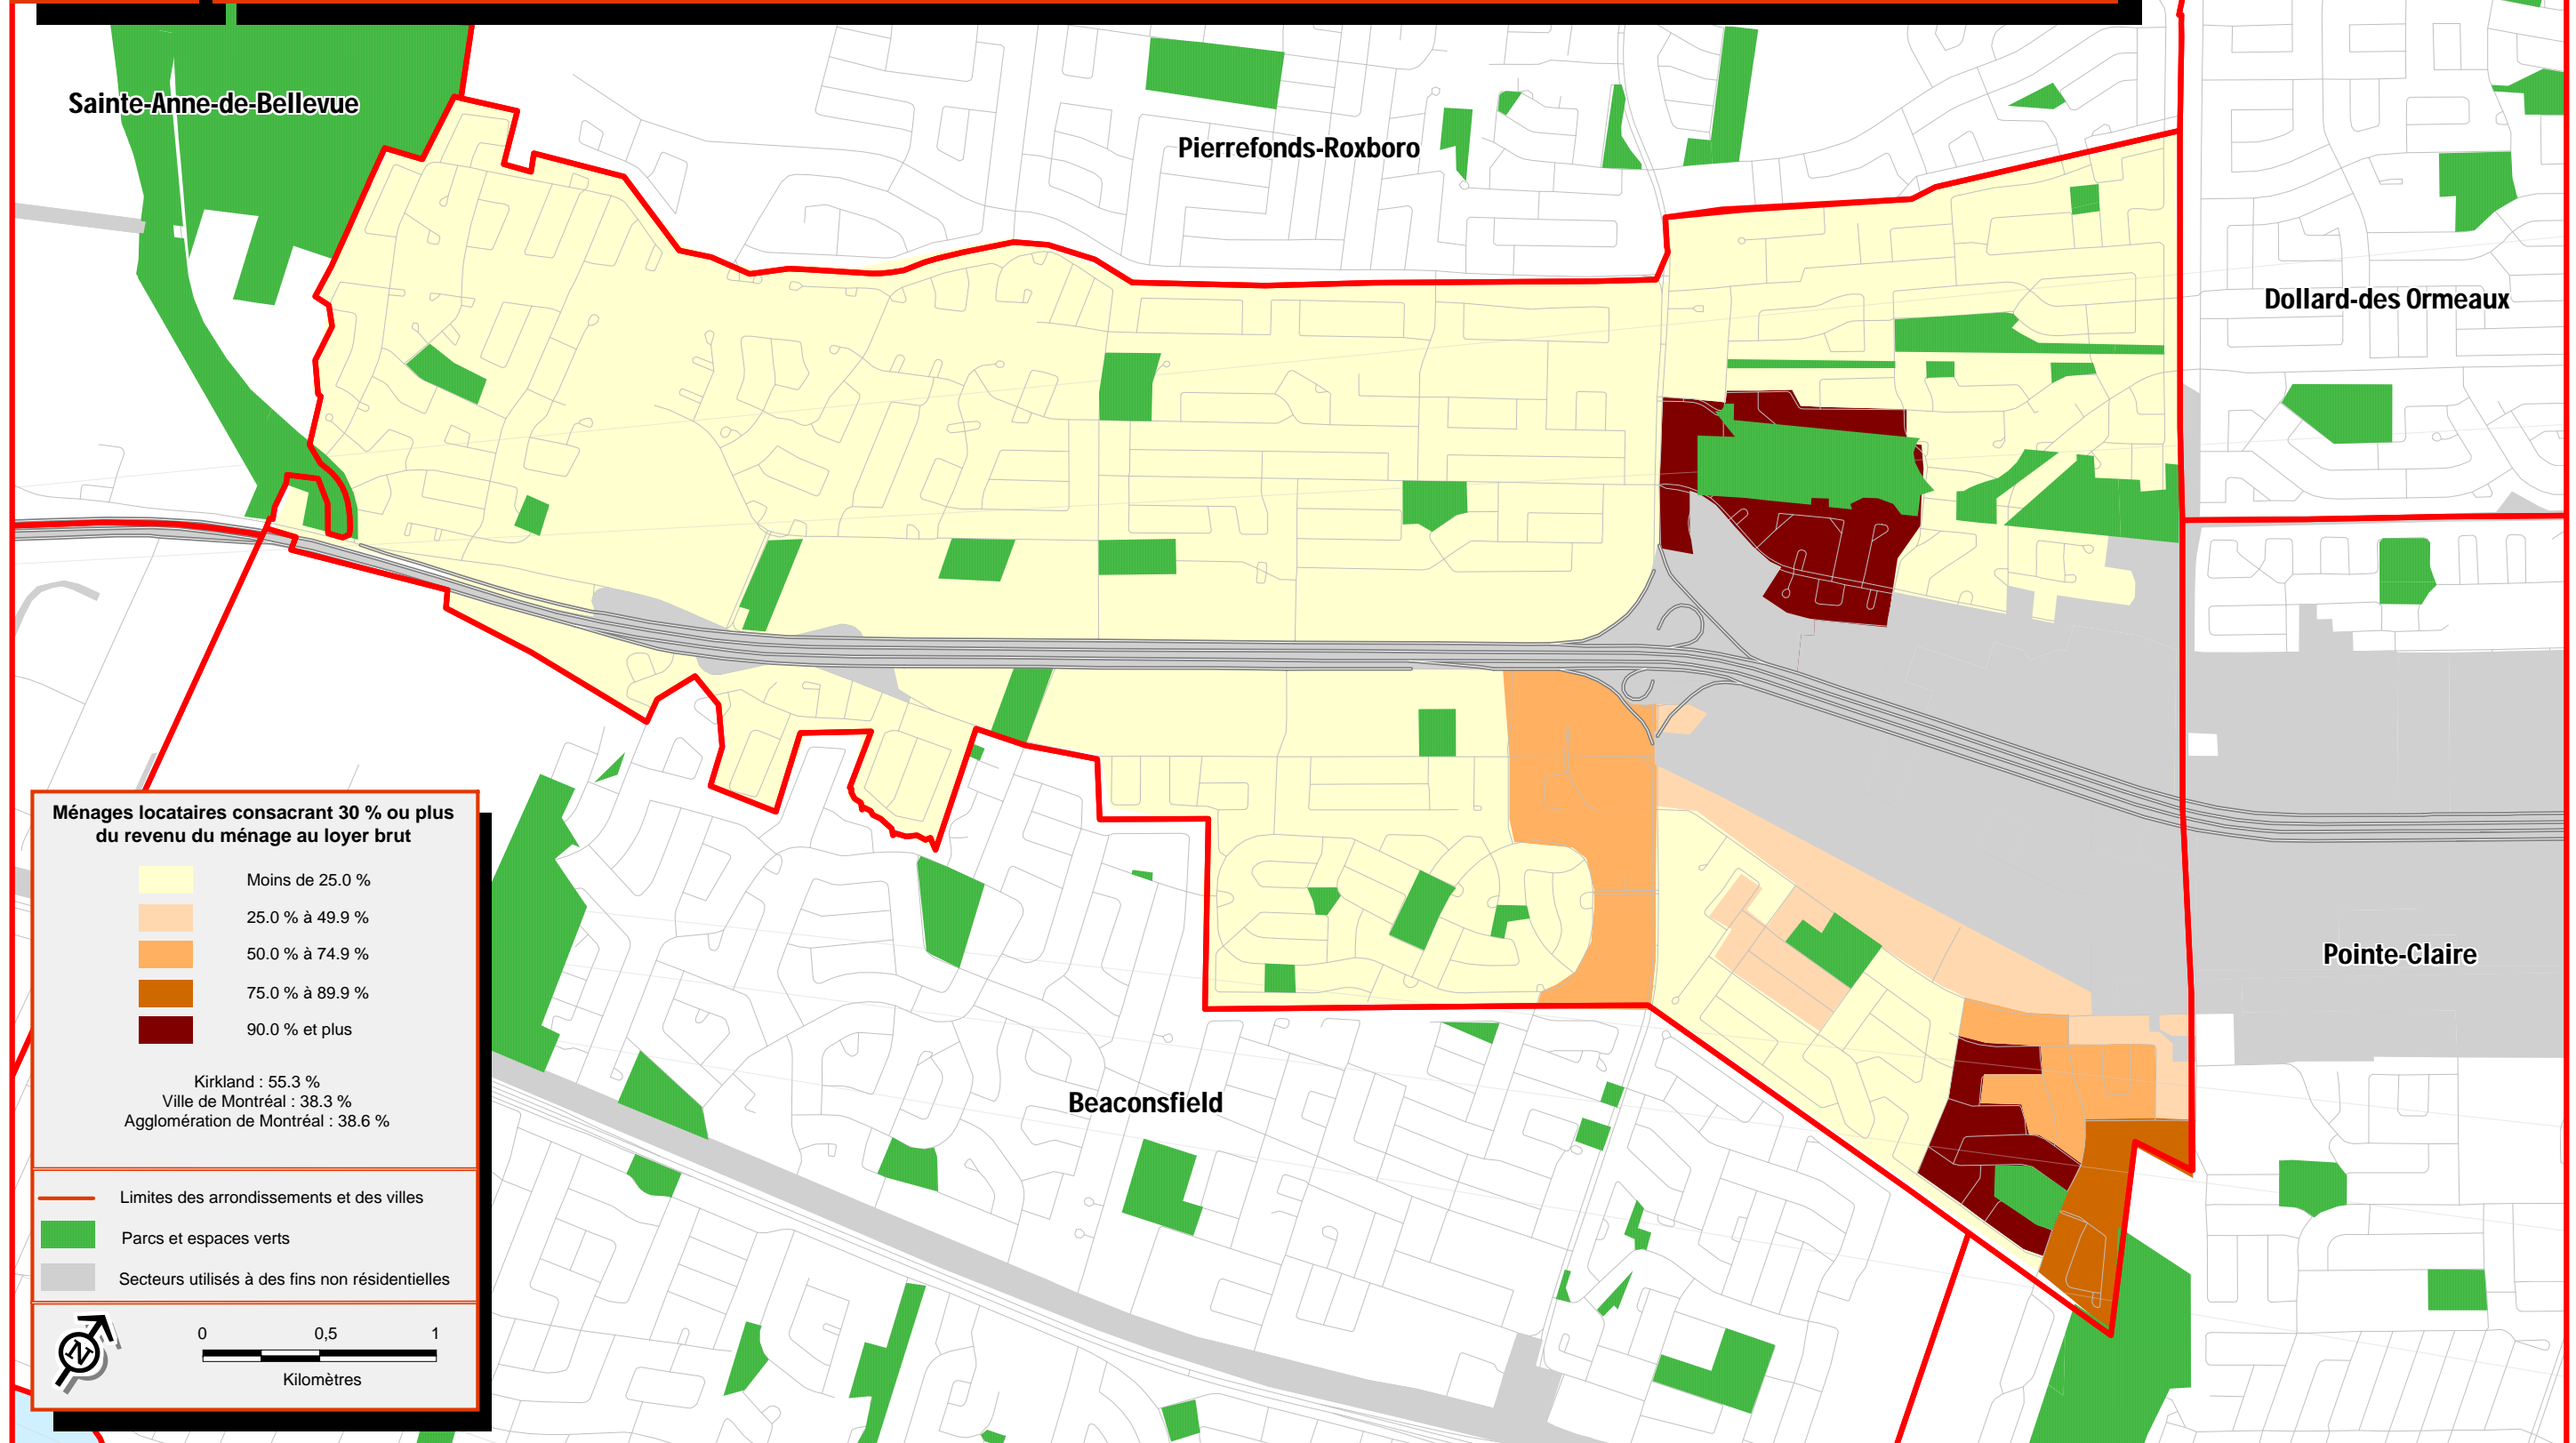 Sainte-Anne-de-Bellevue
Pierrefonds-Roxboro
Dollard-des Ormeaux
Pointe-Claire
Beaconsfield
Ménages locataires consacrant 30 % ou plus
du revenu du ménage au loyer brut
Moins de 25.0 %
25.0 % à 49.9 %
50.0 % à 74.9 %
75.0 % à 89.9 %
90.0 % et plus
Kirkland : 55.3 %
Ville de Montréal : 38.3 %
Agglomération de Montréal : 38.6 %
Limites des arrondissements et des villes
Parcs et espaces verts
Secteurs utilisés à des fins non résidentielles
N
0 0,5 1
Kilomètres